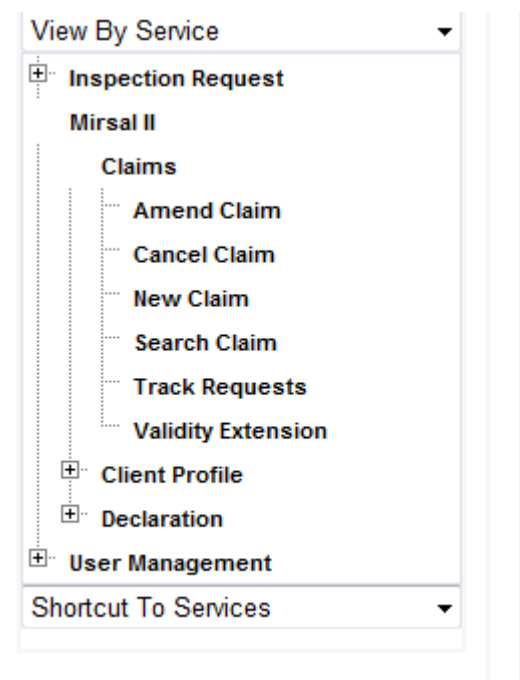 View By Service
Inspection Request
Mirsal II
Claims
Amend Claim
Cancel Claim
New Claim
Search Claim
Track Requests
Validity Extension
Client Profile
Declaration
User Management
Shortcut To Services